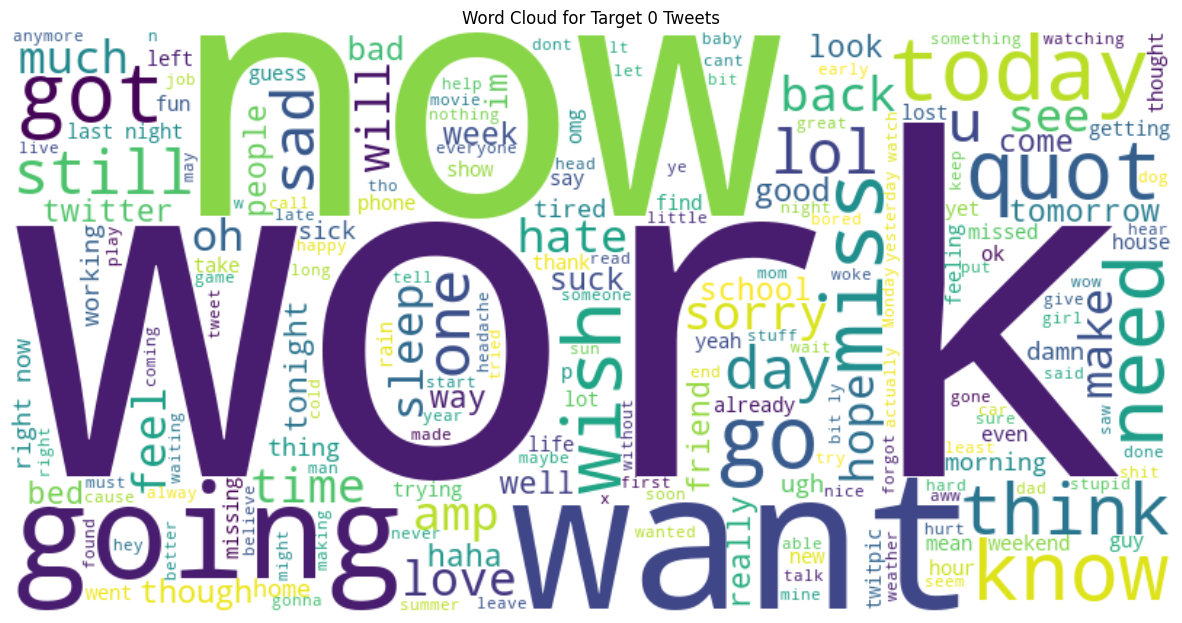 Word Cloud for Target 0 Tweets
anymore
n
much
left
job
got
fun
last night
live
may
still
twitter
now
guess
bad
people
sad
will
w
call
tho
phone
help
movie
im
nothing
week
everyone
show
omg
dont
lt
let
baby
cant
bit
head
say
ye
find
tired
little
look
early
back
great
lol
good
night
bored
today
something
watching
thought
lost
u
see
getting
come
quot
dog
keep
yet
tomorrow
Monday yesterday watch
working
play
oh
late
sick
happy
take
long
game
tweet
work
tell
sleep
one
rain
headache
tried
start
way
year
made
hate
thank
read
suck
someone
wish
sun
p
lot
life
maybe
without
mom
school
sorry
yeah
stuff
wait
end
day
already
friend
go
try
bit ly
hope
miss
woke
actually
forgot
feeling
missed
hear
ok
house
put
wow
give
girl
make
need
damn
said
gone
car
sure
saw
even
least
done
morning
shit
right now
right
coming
feel
waiting
tonight
cold
thing
man
must
bed
cause
alway
time
trying
well
first
x
soon
ugh
nice
aww
hard
dad
stupid
going
found
hey
better
missing
believe
might
making
amp
never
haha
love
want
wanted
really
able
new
talk
mine
twitpic
weather
hurt
think
mean
weekend
guy
hour
seem
know
went
though
home
gonna
summer
leave